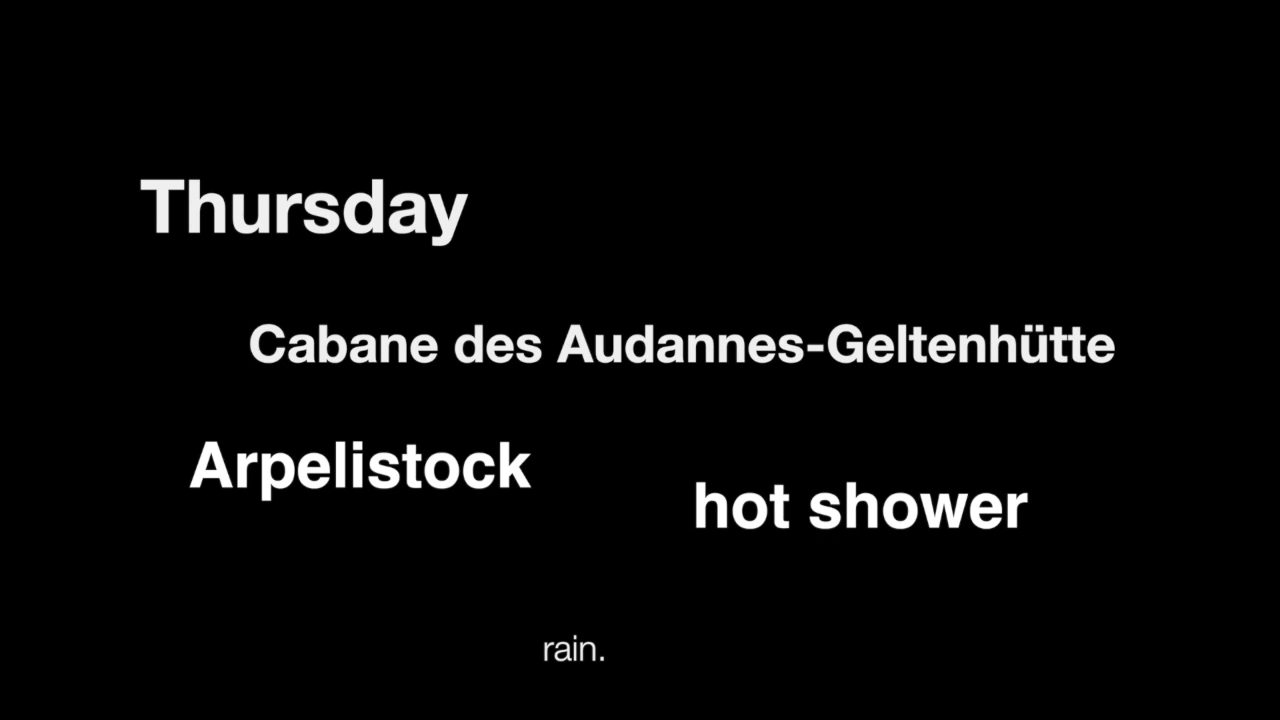 Thursday
Cabane des Audannes-Geltenhütte
Arpelistock
hot shower
rain.